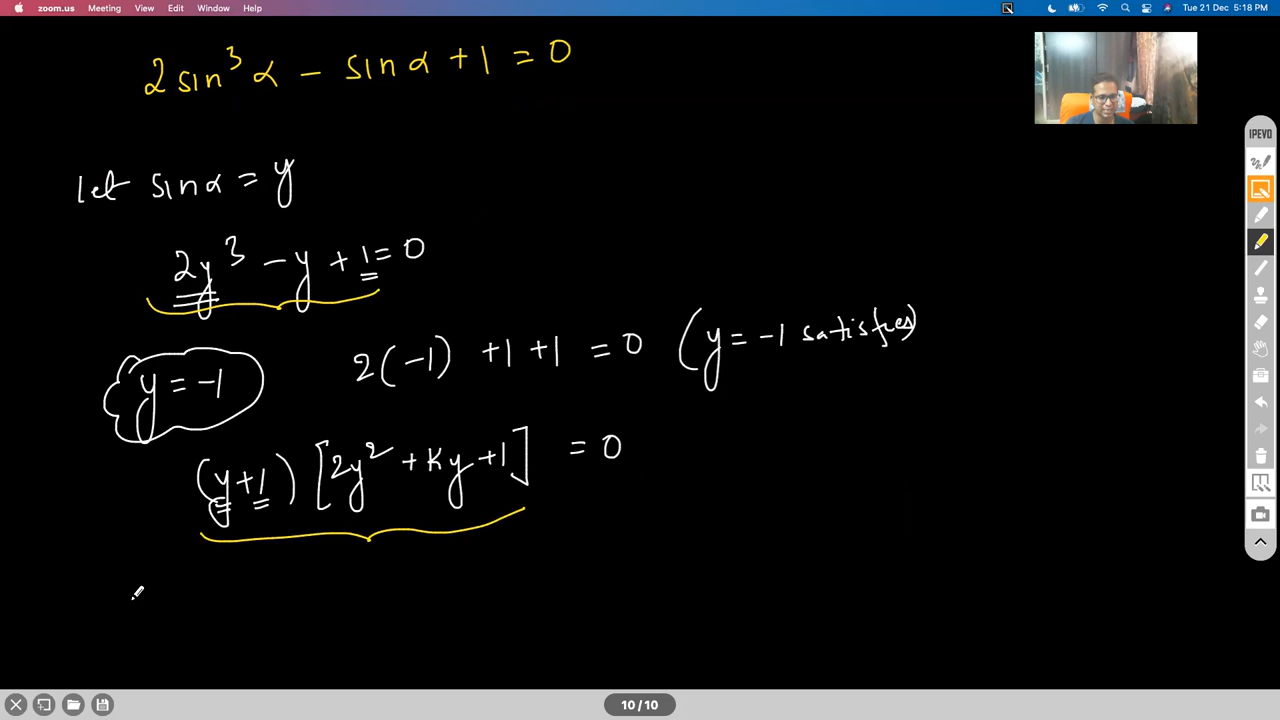 zoom.us Meeting View Edit Window Help Tue 21 Dec 5:18 PM
2 sin³ α − sin α + 1 = 0
IPEVO
let sin α = y
2y³ − y + 1 = 0
y = −1 2(−1) + 1 + 1 = 0 (y = −1 satisfies)
(y + 1) [2y² + Ky + 1] = 0
10 / 10